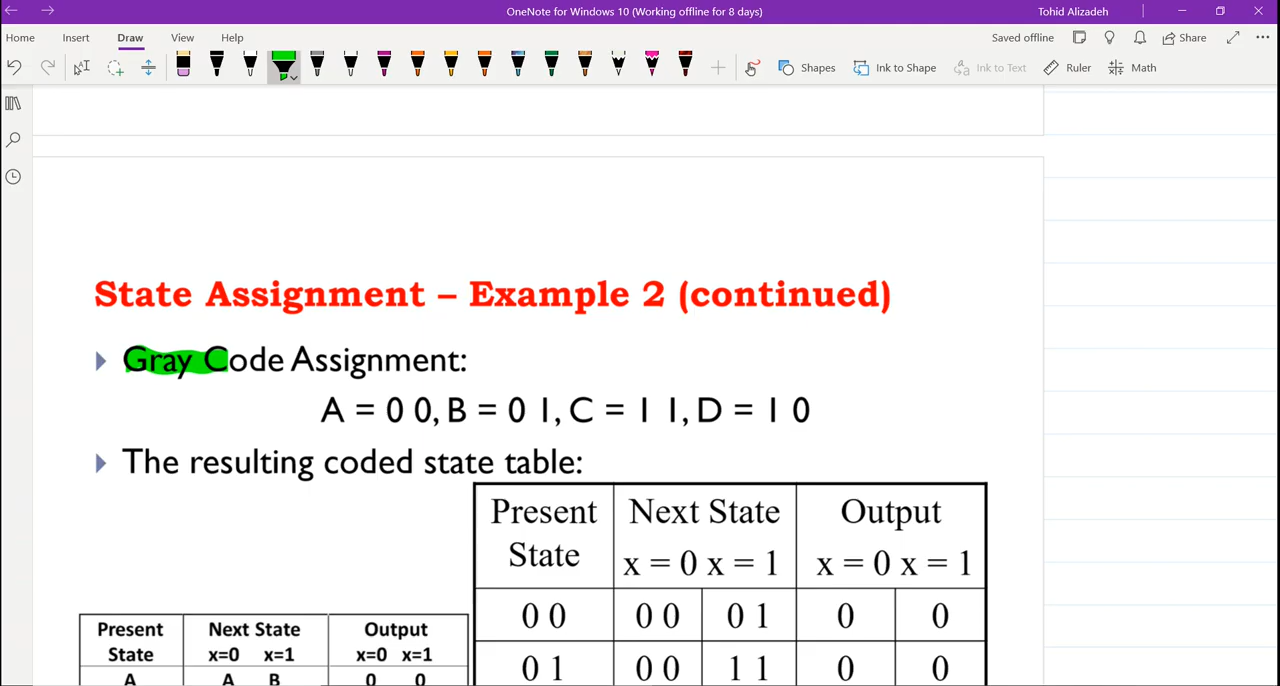 OneNote for Windows 10 (Working offline for 8 days)
Tohid Alizadeh
Home Insert Draw View Help
Saved offline
Share
Shapes
Ink to Shape
Ink to Text
Ruler
Math
State Assignment – Example 2 (continued)
Gray Code Assignment:
A = 0 0, B = 0 1, C = 1 1, D = 1 0
The resulting coded state table:
Present Next State Output
State x = 0 x = 1 x = 0 x = 1
0 0 0 0 0 1 0 0
0 1 0 0 1 1 0 0
Present Next State Output
State x=0 x=1 x=0 x=1
A A B 0 0